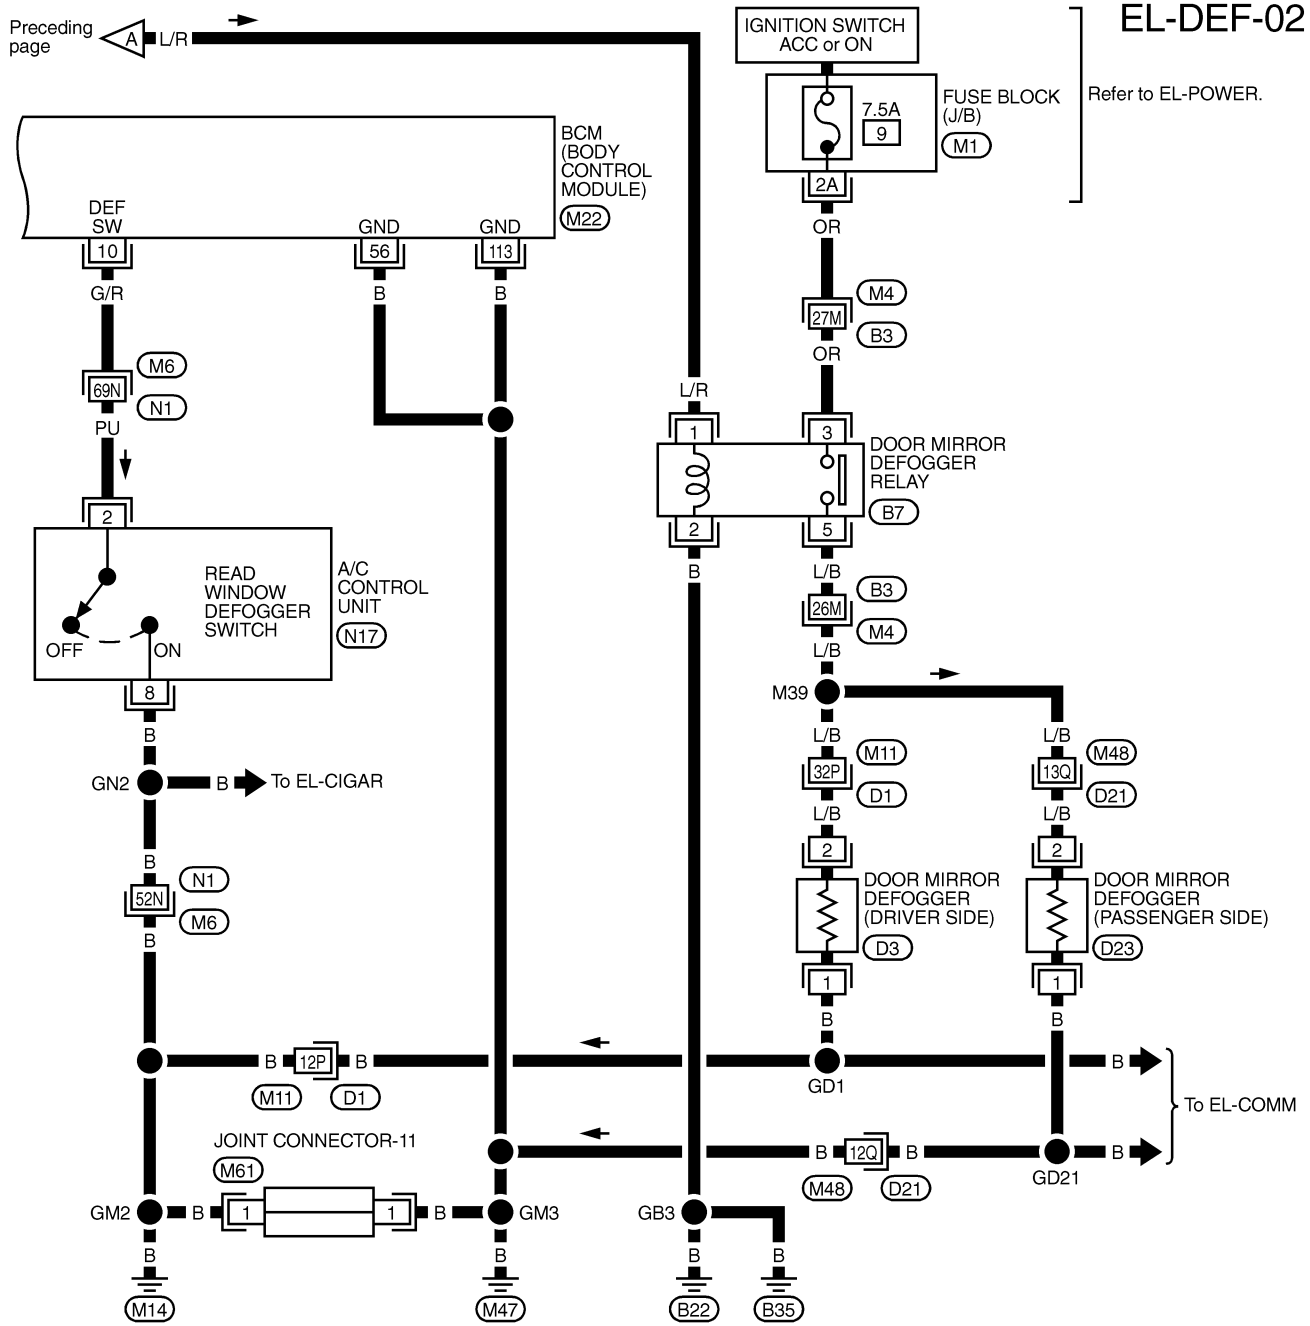 EL-DEF-02
Preceding
page
A
L/R
IGNITION SWITCH
ACC or ON
7.5A
9
FUSE BLOCK
(J/B)
M1
Refer to EL-POWER.
2A
OR
BCM
(BODY
CONTROL
MODULE)
M22
DEF
SW
GND
GND
10
56
113
G/R
B
B
M4
27M
B3
OR
M6
69N
N1
PU
L/R
1
3
DOOR MIRROR
DEFOGGER
RELAY
B7
2
5
B
L/B
2
READ
WINDOW
DEFOGGER
SWITCH
OFF
ON
A/C
CONTROL
UNIT
N17
8
B
B3
26M
M4
L/B
M39
L/B
L/B
GN2
B
To EL-CIGAR
M11
32P
D1
M48
13Q
D21
L/B
L/B
2
2
B
N1
52N
M6
B
DOOR MIRROR
DEFOGGER
(DRIVER SIDE)
D3
DOOR MIRROR
DEFOGGER
(PASSENGER SIDE)
D23
1
1
B
B
B
12P
B
M11
D1
GD1
B
To EL-COMM
JOINT CONNECTOR-11
M61
B
12Q
B
M48
D21
GD21
B
GM2
B
1
1
B
GM3
GB3
B
B
B
B
M14
M47
B22
B35